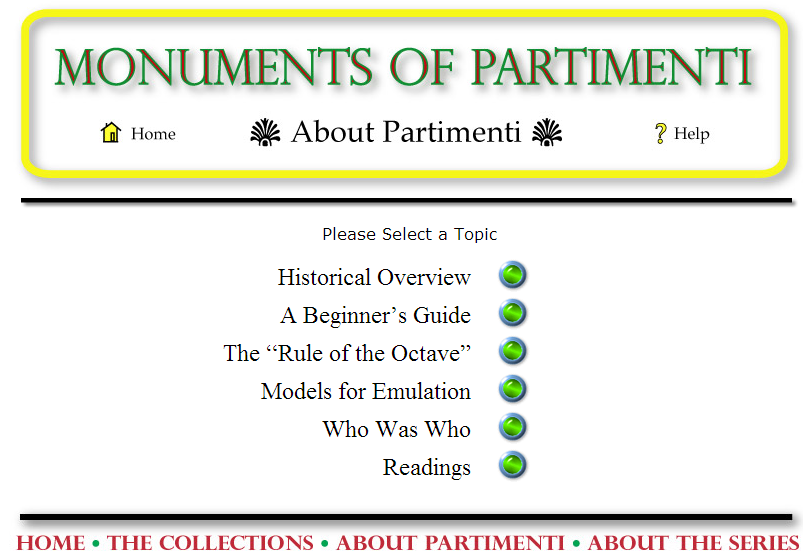 MONUMENTS OF PARTIMENTI
Home About Partimenti Help
Please Select a Topic
Historical Overview
A Beginner’s Guide
The “Rule of the Octave”
Models for Emulation
Who Was Who
Readings
HOME • THE COLLECTIONS • ABOUT PARTIMENTI • ABOUT THE SERIES